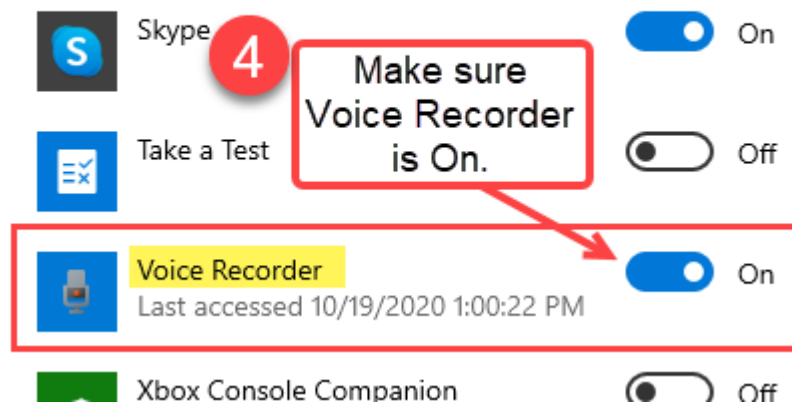 Skype
On
4
Make sure
Voice Recorder
is On.
Take a Test
Off
Voice Recorder
On
Last accessed 10/19/2020 1:00:22 PM
Xbox Console Companion
Off